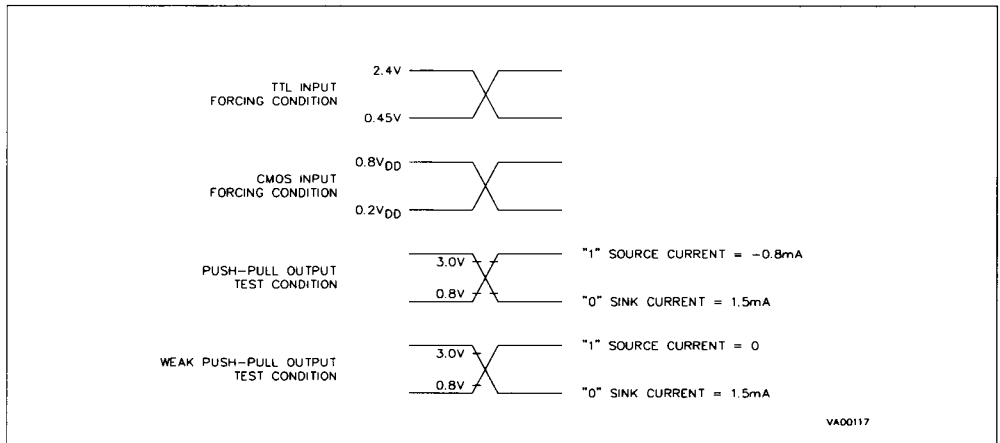 2.4V
TTL INPUT
FORCING CONDITION
0.45V
0.8VDD
CMOS INPUT
FORCING CONDITION
0.2VDD
PUSH-PULL OUTPUT
TEST CONDITION
3.0V
0.8V
"1" SOURCE CURRENT = -0.8mA
"0" SINK CURRENT = 1.5mA
WEAK PUSH-PULL OUTPUT
TEST CONDITION
3.0V
0.8V
"1" SOURCE CURRENT = 0
"0" SINK CURRENT = 1.5mA
VA00117